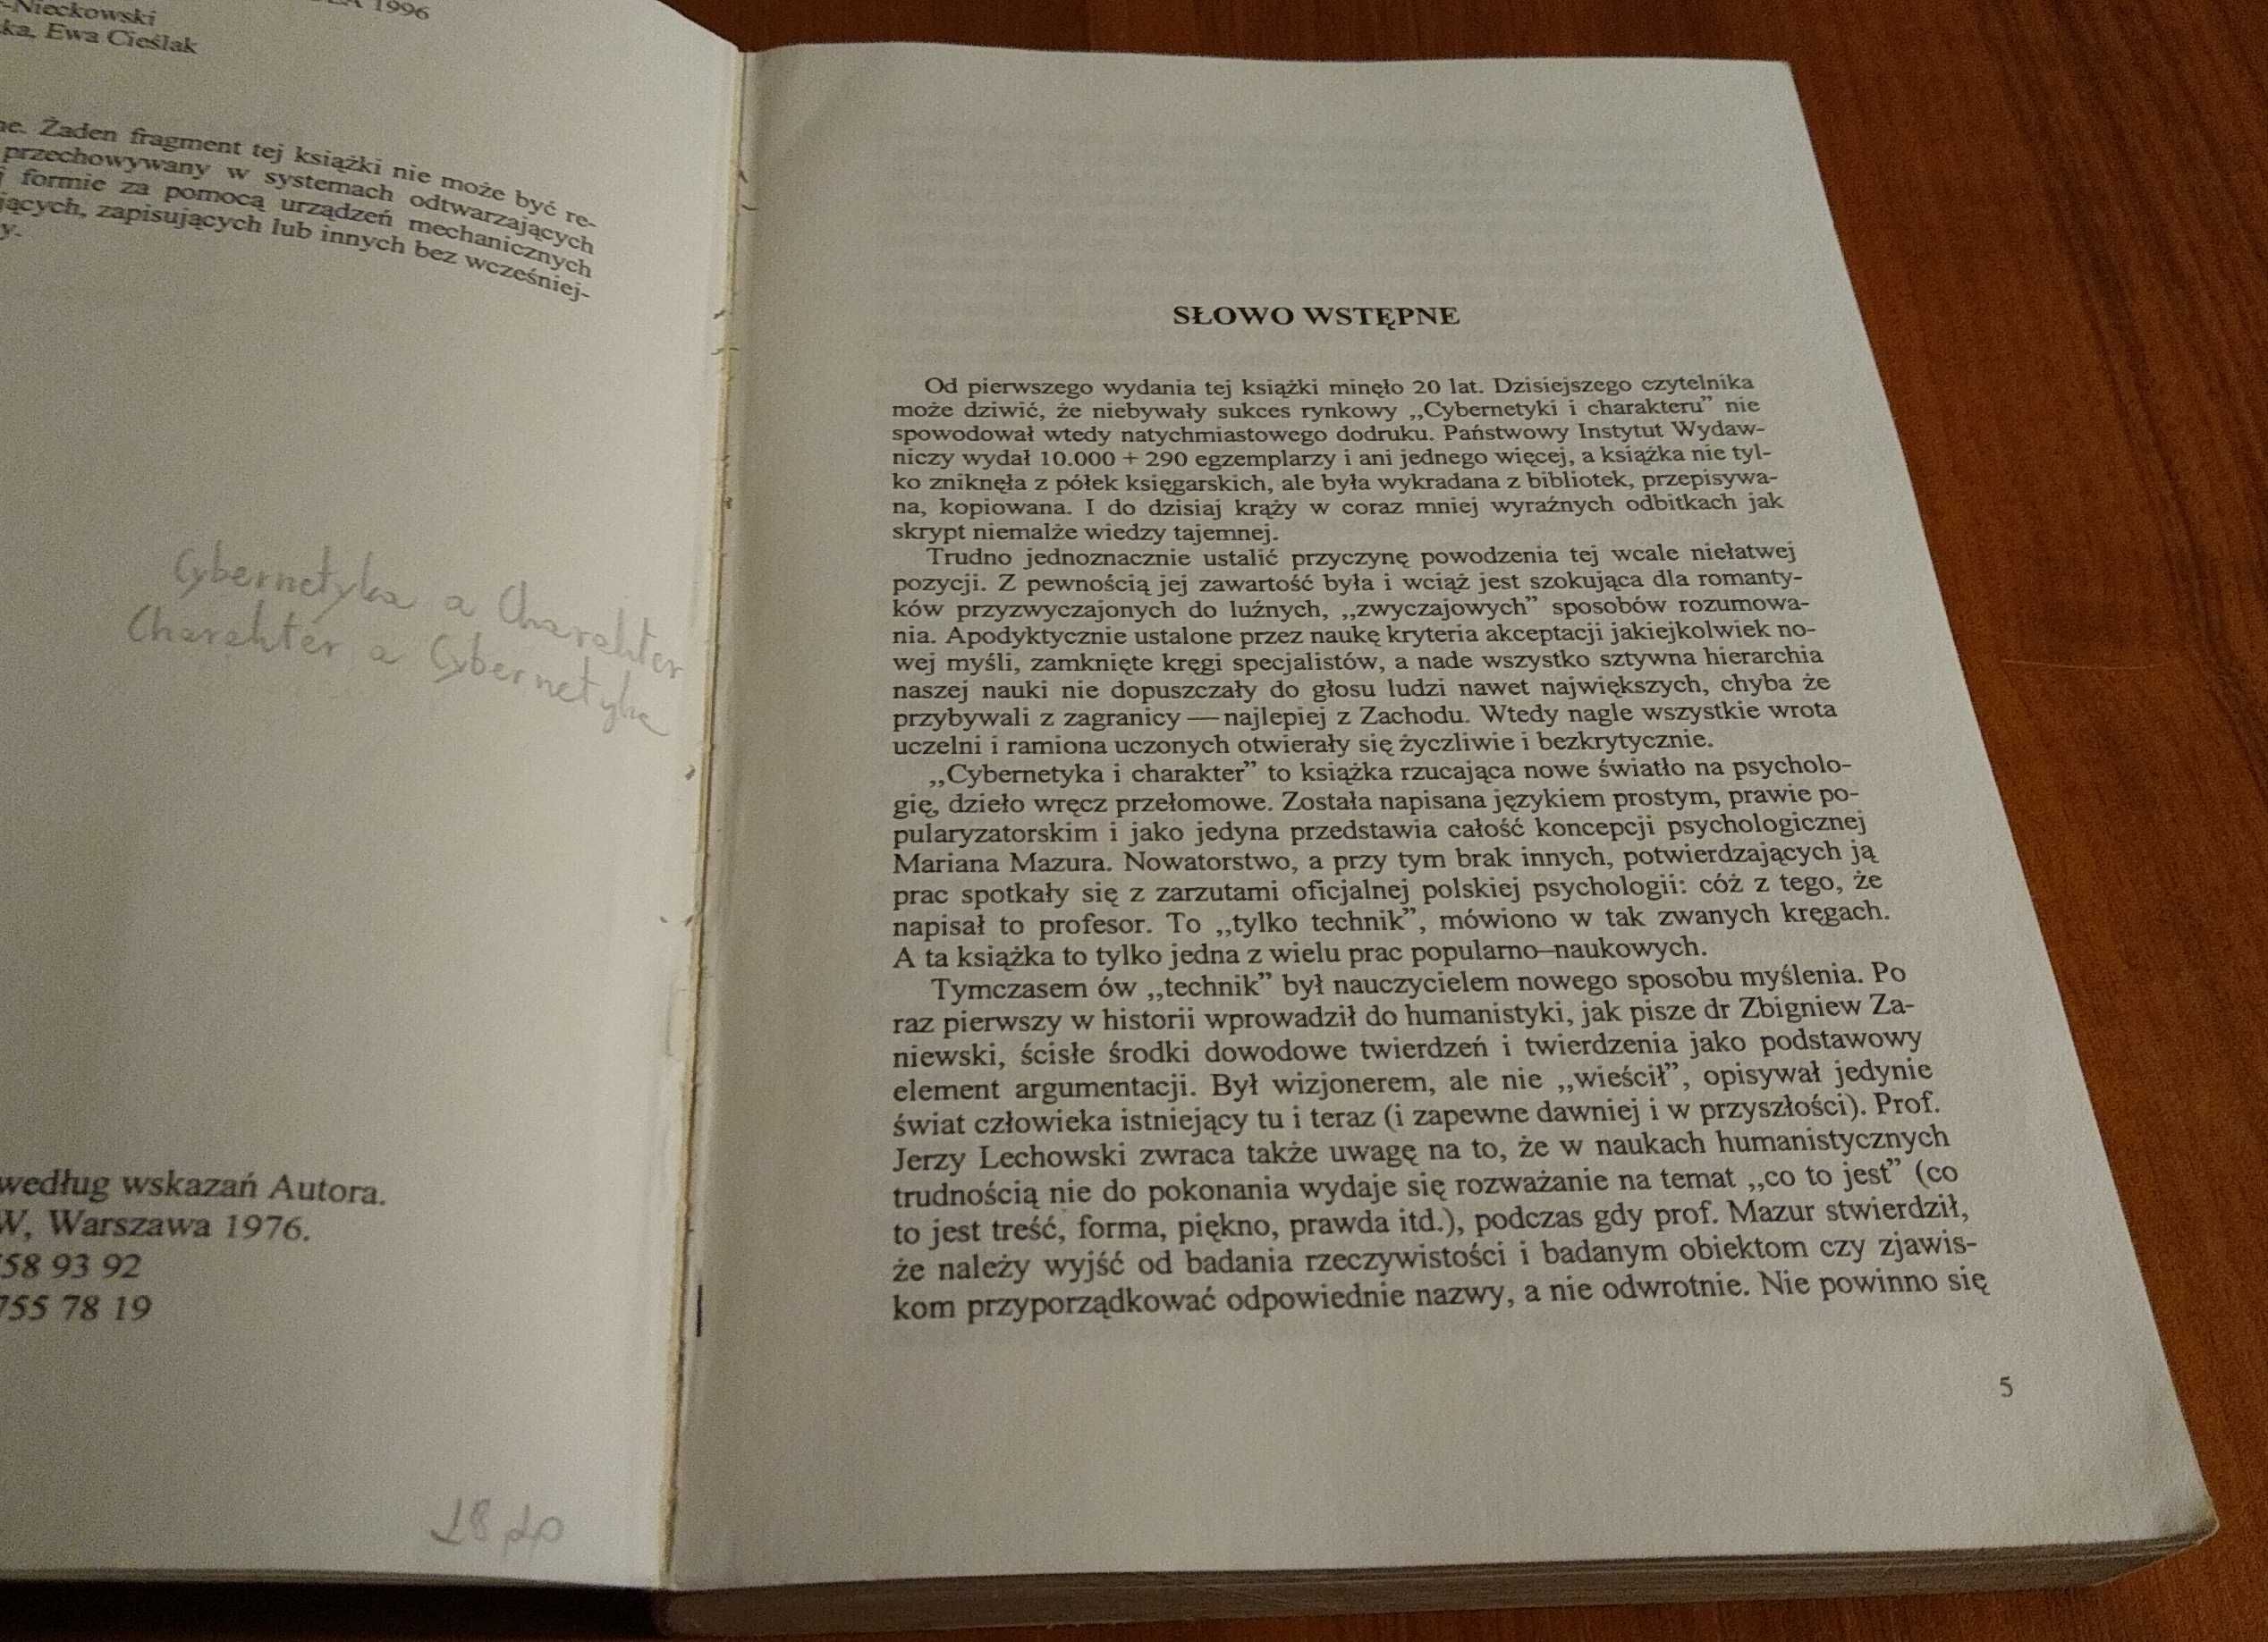 1996
-Nieckowski
ka, Ewa Cieślak
ne. Żaden fragment tej książki nie może być re-
przechowywany w systemach odtwarzających
formie za pomocą urządzeń mechanicznych
jących, zapisujących lub innych bez wcześniej-
y.
Cybernetyka a Charakter
Charakter a Cybernetyka
według wskazań Autora.
W, Warszawa 1976.
58 93 92
755 78 19
SŁOWO WSTĘPNE
Od pierwszego wydania tej książki minęło 20 lat. Dzisiejszego czytelnika
może dziwić, że niebywały sukces rynkowy „Cybernetyki i charakteru” nie
spowodował wtedy natychmiastowego dodruku. Państwowy Instytut Wydaw-
niczy wydał 10.000 + 290 egzemplarzy i ani jednego więcej, a książka nie tyl-
ko zniknęła z półek księgarskich, ale była wykradana z bibliotek, przepisywa-
na, kopiowana. I do dzisiaj krąży w coraz mniej wyraźnych odbitkach jak
skrypt niemalże wiedzy tajemnej.
Trudno jednoznacznie ustalić przyczynę powodzenia tej wcale niełatwej
pozycji. Z pewnością jej zawartość była i wciąż jest szokująca dla romanty-
ków przyzwyczajonych do luźnych, „zwyczajowych” sposobów rozumowa-
nia. Apodyktycznie ustalone przez naukę kryteria akceptacji jakiejkolwiek no-
wej myśli, zamknięte kręgi specjalistów, a nade wszystko sztywna hierarchia
naszej nauki nie dopuszczały do głosu ludzi nawet największych, chyba że
przybywali z zagranicy — najlepiej z Zachodu. Wtedy nagle wszystkie wrota
uczelni i ramiona uczonych otwierały się życzliwie i bezkrytycznie.
„Cybernetyka i charakter” to książka rzucająca nowe światło na psycholo-
gię, dzieło wręcz przełomowe. Została napisana językiem prostym, prawie po-
pularyzatorskim i jako jedyna przedstawia całość koncepcji psychologicznej
Mariana Mazura. Nowatorstwo, a przy tym brak innych, potwierdzających ją
prac spotkały się z zarzutami oficjalnej polskiej psychologii: cóż z tego, że
napisał to profesor. To „tylko technik”, mówiono w tak zwanych kręgach.
A ta książka to tylko jedna z wielu prac popularno–naukowych.
Tymczasem ów „technik” był nauczycielem nowego sposobu myślenia. Po
raz pierwszy w historii wprowadził do humanistyki, jak pisze dr Zbigniew Za-
niewski, ścisłe środki dowodowe twierdzeń i twierdzenia jako podstawowy
element argumentacji. Był wizjonerem, ale nie „wieścił”, opisywał jedynie
świat człowieka istniejący tu i teraz (i zapewne dawniej i w przyszłości). Prof.
Jerzy Lechowski zwraca także uwagę na to, że w naukach humanistycznych
trudnością nie do pokonania wydaje się rozważanie na temat „co to jest” (co
to jest treść, forma, piękno, prawda itd.), podczas gdy prof. Mazur stwierdził,
że należy wyjść od badania rzeczywistości i badanym obiektom czy zjawis-
kom przyporządkować odpowiednie nazwy, a nie odwrotnie. Nie powinno się
5